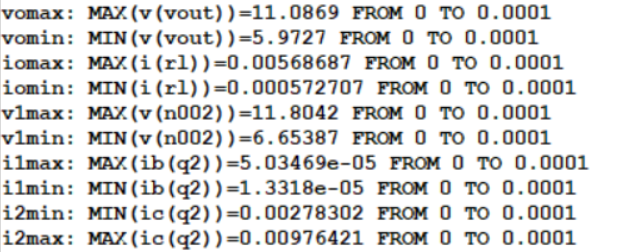 vomax: MAX(v(vout))=11.0869 FROM 0 TO 0.0001
vomin: MIN(v(vout))=5.9727 FROM 0 TO 0.0001
iomax: MAX(i(rl))=0.00568687 FROM 0 TO 0.0001
iomin: MIN(i(rl))=0.000572707 FROM 0 TO 0.0001
v1max: MAX(v(n002))=11.8042 FROM 0 TO 0.0001
v1min: MIN(v(n002))=6.65387 FROM 0 TO 0.0001
i1max: MAX(ib(q2))=5.03469e-05 FROM 0 TO 0.0001
i1min: MIN(ib(q2))=1.3318e-05 FROM 0 TO 0.0001
i2min: MIN(ic(q2))=0.00278302 FROM 0 TO 0.0001
i2max: MAX(ic(q2))=0.00976421 FROM 0 TO 0.0001